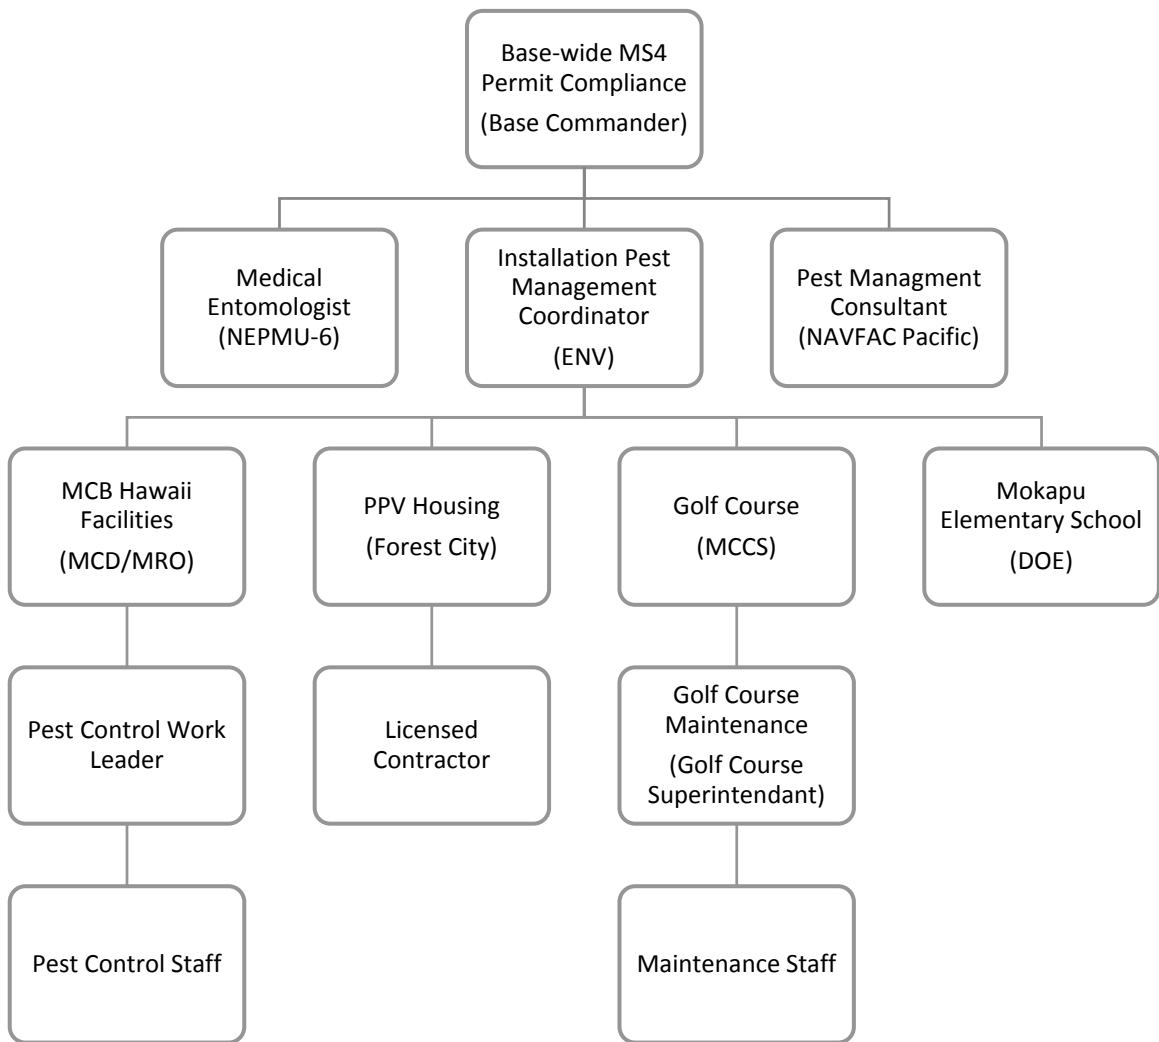 Base-wide MS4
Permit Compliance
(Base Commander)
Medical
Entomologist
(NEPMU-6)
Installation Pest
Management
Coordinator
(ENV)
Pest Managment
Consultant
(NAVFAC Pacific)
MCB Hawaii
Facilities
(MCD/MRO)
PPV Housing
(Forest City)
Golf Course
(MCCS)
Mokapu
Elementary School
(DOE)
Pest Control Work
Leader
Licensed
Contractor
Golf Course
Maintenance
(Golf Course
Superintendant)
Pest Control Staff
Maintenance Staff